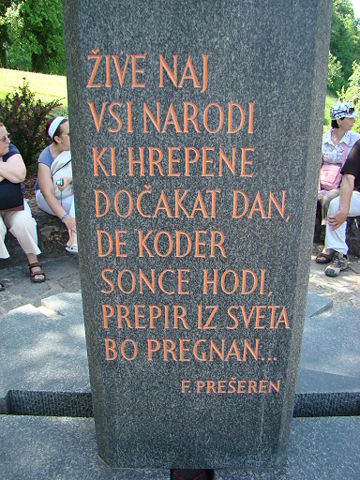 ŽIVE NAJ
VSI NARODI
KI HREPENE
DOČAKAT DAN,
DE KODER
SONCE HODI,
PREPIR IZ SVETA
BO PREGNAN...
F. PREŠEREN